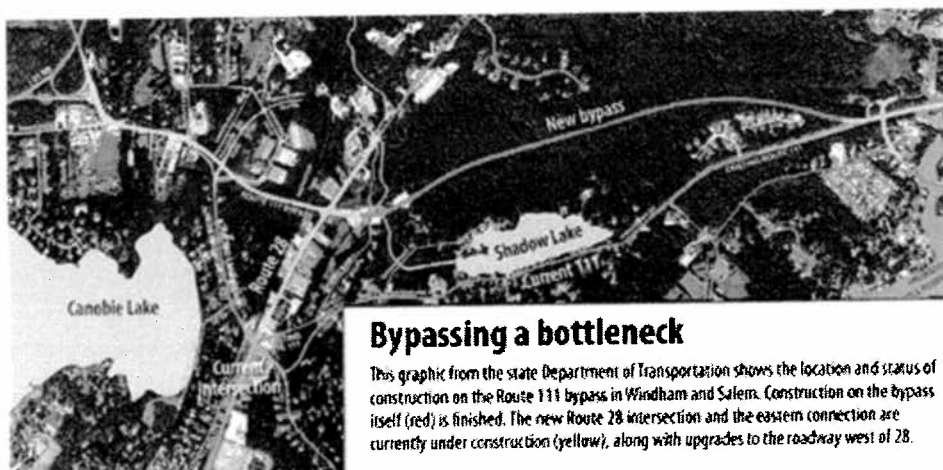 New bypass
Route 28
Shadow Lake
Current 111
Canobie Lake
Current
Intersection
Bypassing a bottleneck
This graphic from the state Department of Transportation shows the location and status of
construction on the Route 111 bypass in Windham and Salem. Construction on the bypass
itself (red) is finished. The new Route 28 intersection and the eastern connection are
currently under construction (yellow), along with upgrades to the roadway west of 28.